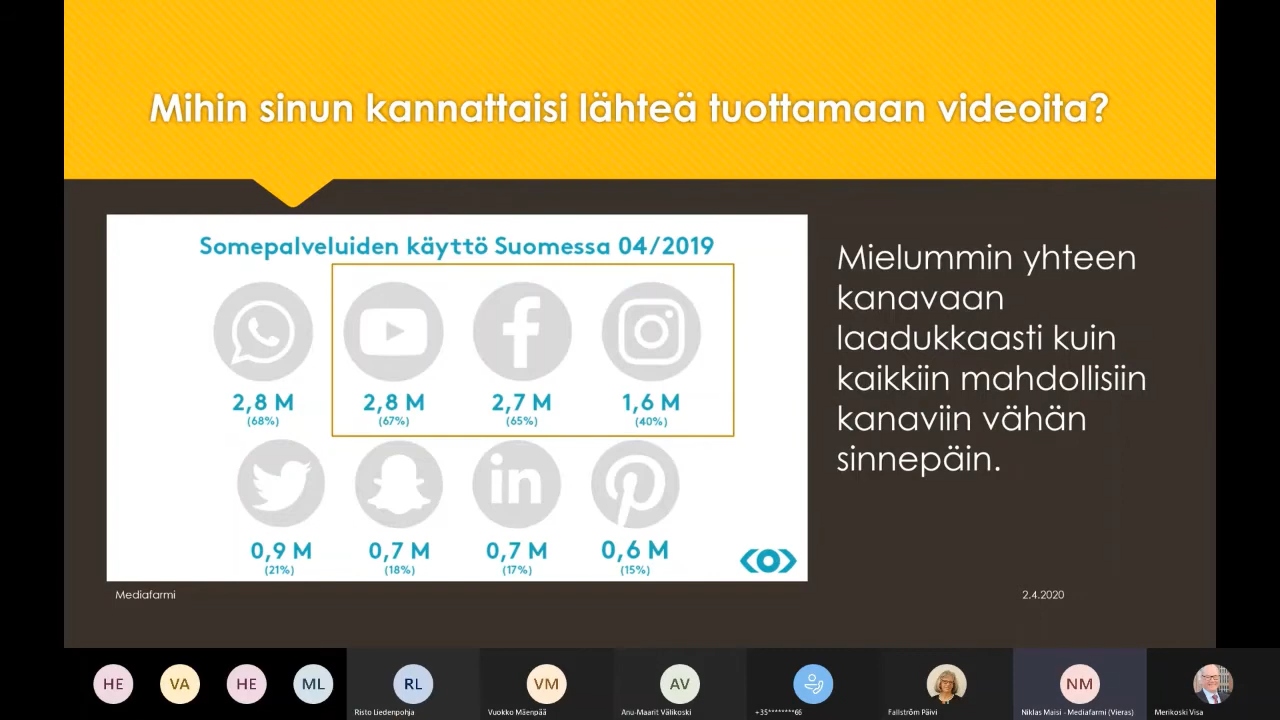 Mihin sinun kannattaisi lähteä tuottamaan videoita?
Somepalveluiden käyttö Suomessa 04/2019
2,8 M
2,8 M
2,7 M
1,6 M
(68%)
(67%)
(65%)
(40%)
0,9 M
0,7 M
0,7 M
0,6 M
(21%)
(18%)
(17%)
(15%)
Mielummin yhteen
kanavaan
laadukkaasti kuin
kaikkiin mahdollisiin
kanaviin vähän
sinnepäin.
Mediafarmi
2.4.2020
HE
VA
HE
ML
RL
VM
AV
NM
Risto Liedenpohja
Vuokko Mäenpää
Anu-Maarit Välikoski
+35********66
Fallström Päivi
Niklas Maisi - Mediafarmi (Vieras)
Merikoski Visa